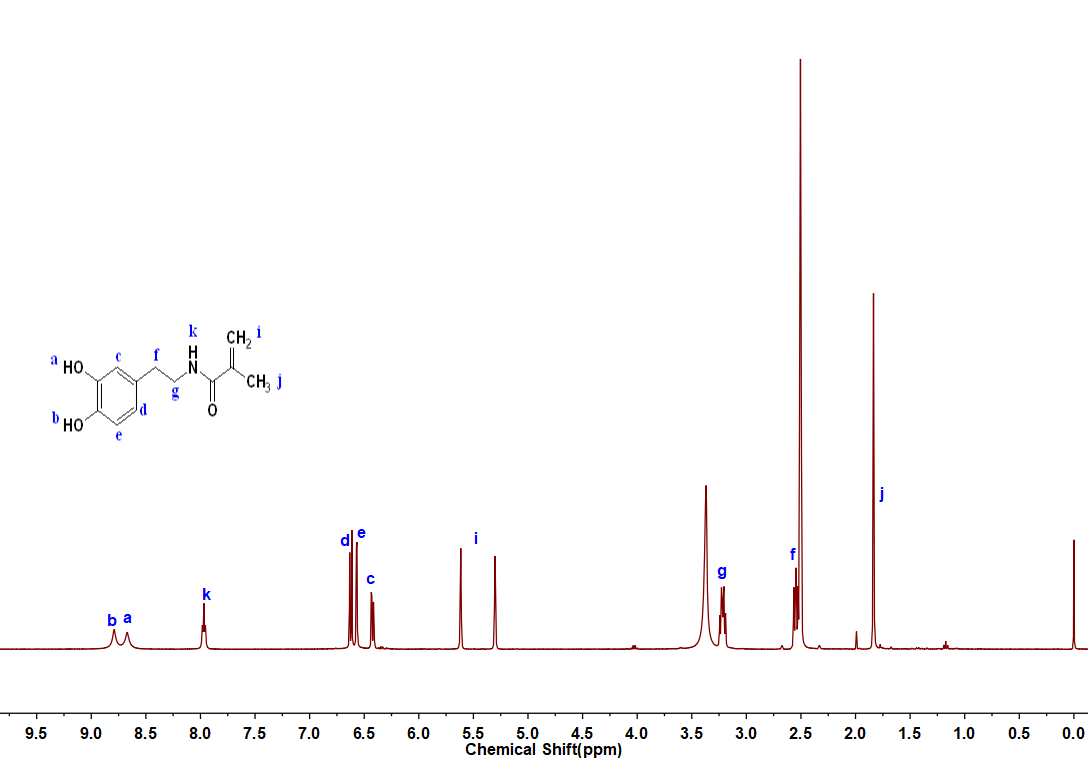 k
CH2 i
H
a HO c f N
CH3 j
g
O
b HO d
e
b a k d e c i g f j
9.5 9.0 8.5 8.0 7.5 7.0 6.5 6.0 5.5 5.0 4.5 4.0 3.5 3.0 2.5 2.0 1.5 1.0 0.5 0.0
Chemical Shift(ppm)